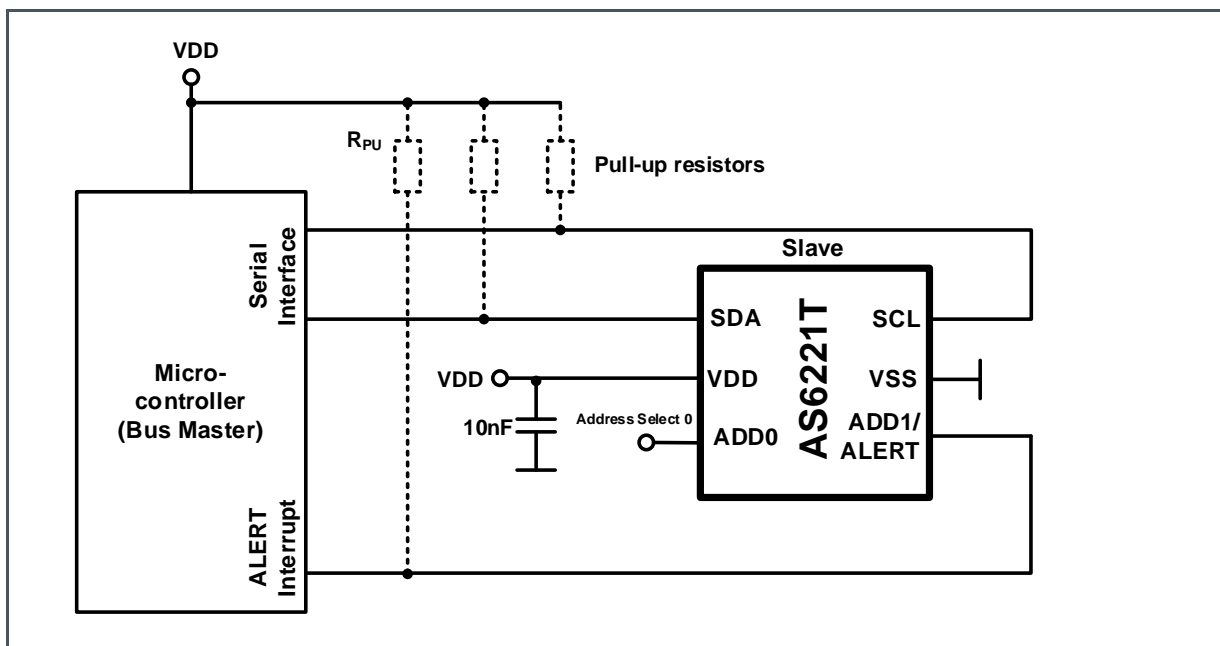 VDD
RPU
Pull-up resistors
Serial
Interface
Slave
Micro-
controller
(Bus Master)
ALERT
Interrupt
SDA
SCL
VDD
VDD
VSS
10nF
Address Select 0
ADD0
ADD1/
ALERT
AS6221T